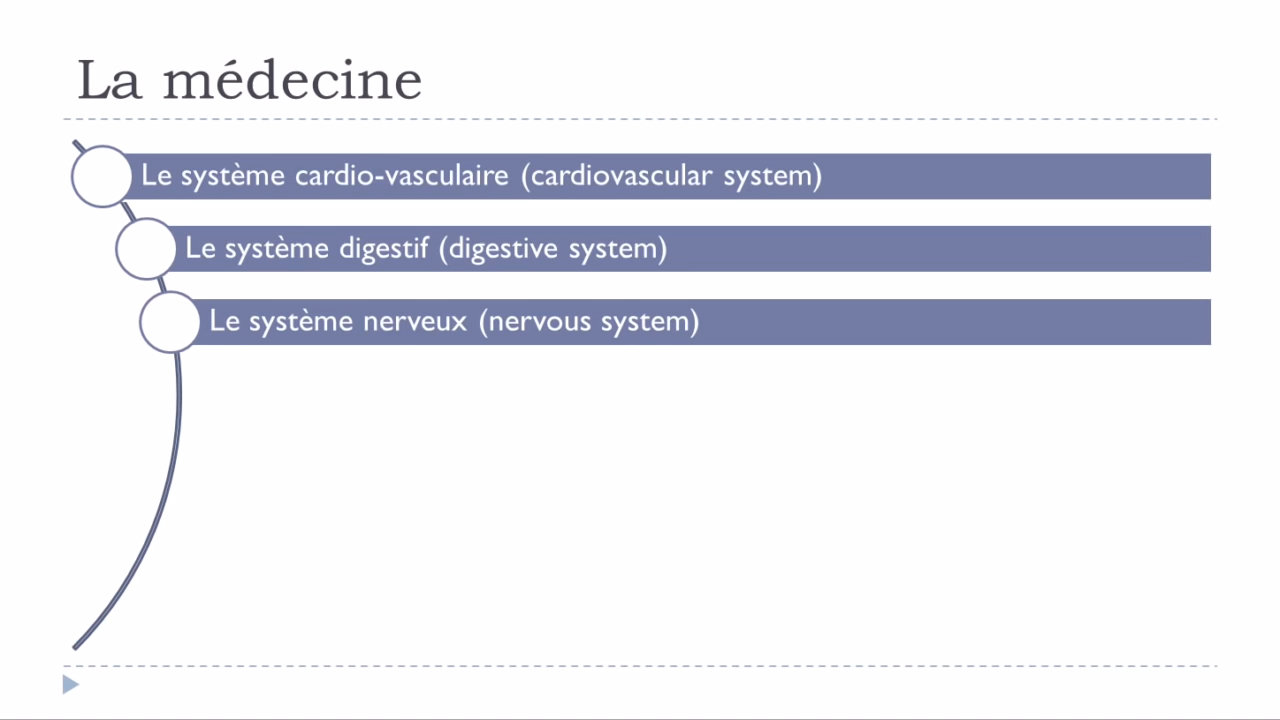 La médecine
Le système cardio-vasculaire (cardiovascular system)
Le système digestif (digestive system)
Le système nerveux (nervous system)